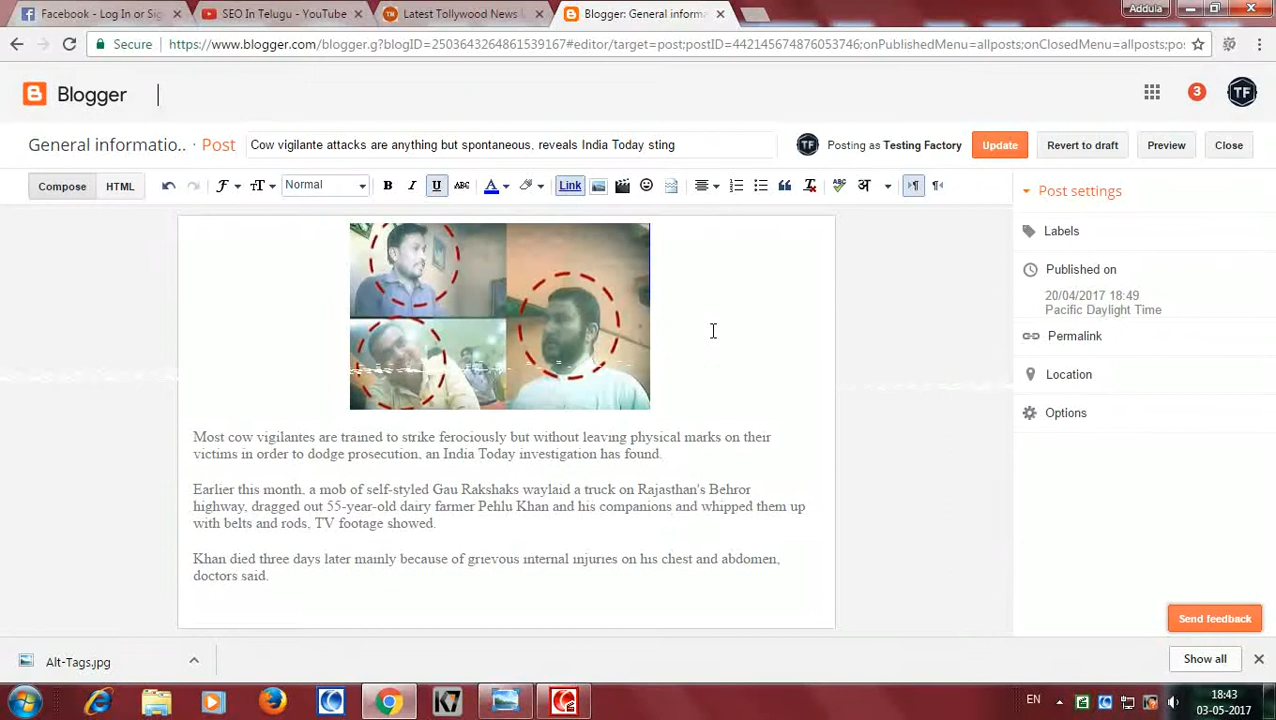 Facebook - Log In or Sig
SEO In Telugu - YouTube
Latest Tollywood News
Blogger: General inform
Addula
Secure
https://www.blogger.com/blogger.g?blogID=2503643264861539167#editor/target=post;postID=442145674876053746;onPublishedMenu=allposts;onClosedMenu=allposts;pos
Blogger
3
TF
General informatio.. · Post
Cow vigilante attacks are anything but spontaneous, reveals India Today sting
TF
Posting as Testing Factory
Update
Revert to draft
Preview
Close
Compose
HTML
Normal
B
I
U
ABC
A
Link
अ
Post settings
Labels
Published on
20/04/2017 18:49
Pacific Daylight Time
Permalink
Location
Options
Most cow vigilantes are trained to strike ferociously but without leaving physical marks on their
victims in order to dodge prosecution, an India Today investigation has found.
Earlier this month, a mob of self-styled Gau Rakshaks waylaid a truck on Rajasthan's Behror
highway, dragged out 55-year-old dairy farmer Pehlu Khan and his companions and whipped them up
with belts and rods, TV footage showed.
Khan died three days later mainly because of grievous internal injuries on his chest and abdomen,
doctors said.
Send feedback
Alt-Tags.jpg
Show all
K7
EN
18:43
03-05-2017